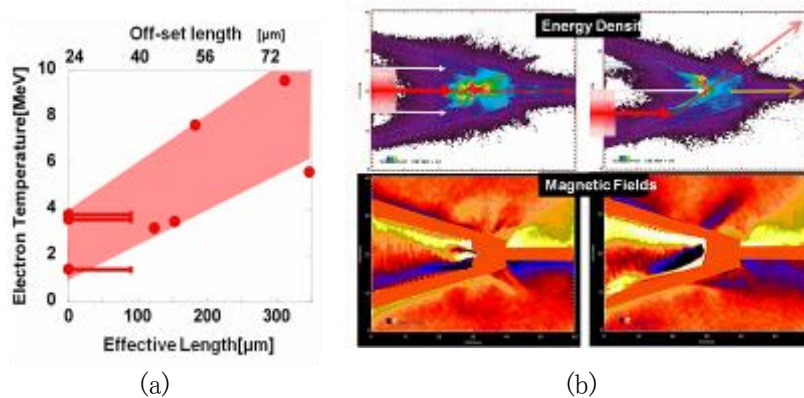 Off-set length [μm]
24 40 56 72
10
8
6
4
2
0
Electron Temperature[MeV]
0 100 200 300
Effective Length[μm]
(a)
Energy Densit
Magnetic Fields
(b)